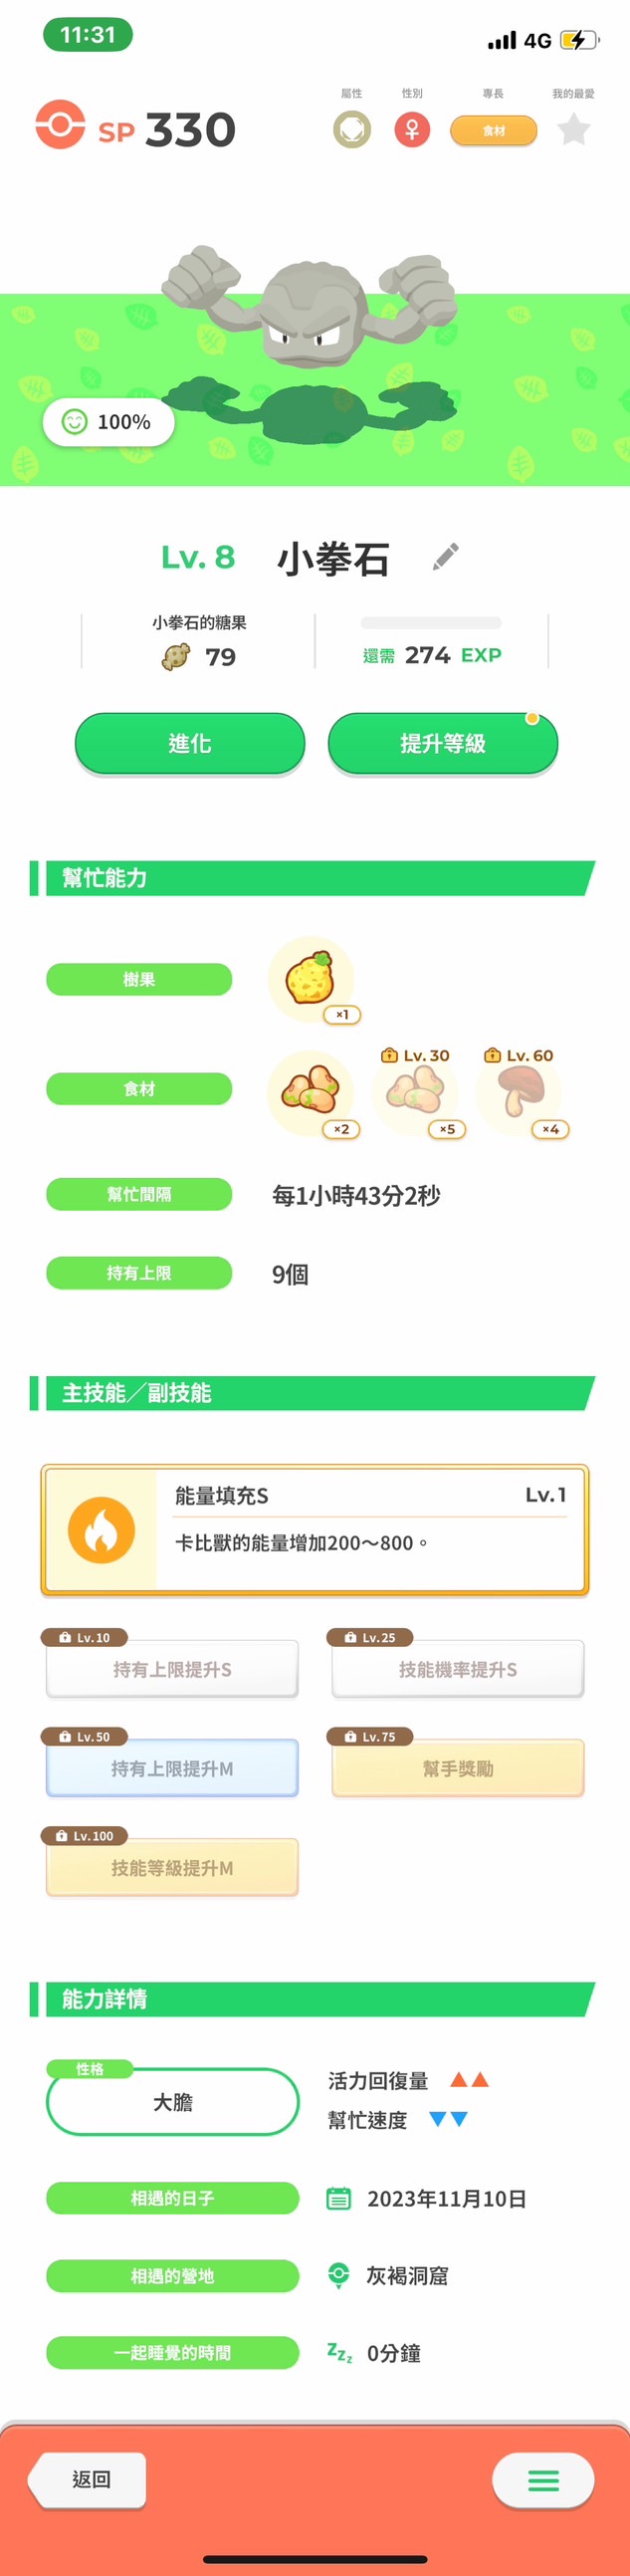 11:31
4G
屬性
性別
專長
我的最愛
SP 330
食材
100%
Lv. 8 小拳石
小拳石的糖果
79
還需 274 EXP
進化
提升等級
幫忙能力
樹果
×1
食材
Lv.30
Lv.60
×2
×5
×4
幫忙間隔
每1小時43分2秒
持有上限
9個
主技能／副技能
能量填充S
Lv.1
卡比獸的能量增加200～800。
Lv.10
持有上限提升S
Lv.25
技能機率提升S
Lv.50
持有上限提升M
Lv.75
幫手獎勵
Lv.100
技能等級提升M
能力詳情
性格
大膽
活力回復量
幫忙速度
相遇的日子
2023年11月10日
相遇的營地
灰褐洞窟
一起睡覺的時間
zzz
0分鐘
返回